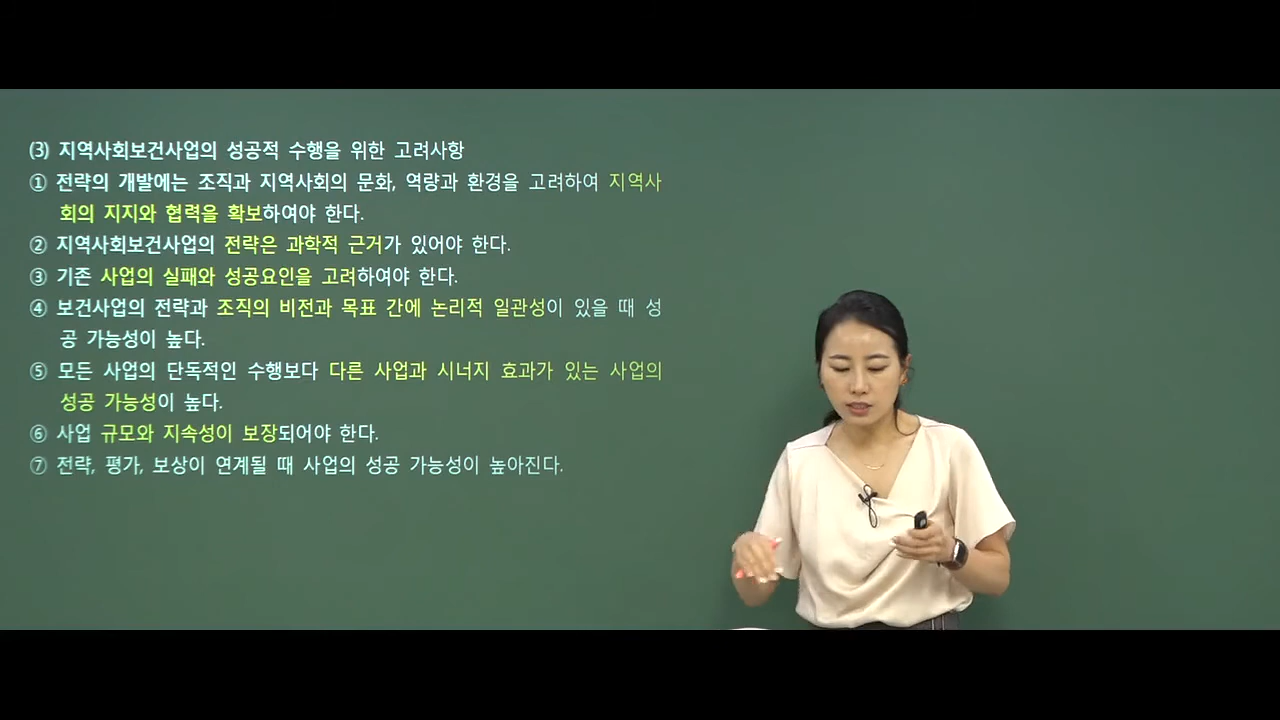 (3) 지역사회보건사업의 성공적 수행을 위한 고려사항
① 전략의 개발에는 조직과 지역사회의 문화, 역량과 환경을 고려하여 지역사
회의 지지와 협력을 확보하여야 한다.
② 지역사회보건사업의 전략은 과학적 근거가 있어야 한다.
③ 기존 사업의 실패와 성공요인을 고려하여야 한다.
④ 보건사업의 전략과 조직의 비전과 목표 간에 논리적 일관성이 있을 때 성
공 가능성이 높다.
⑤ 모든 사업의 단독적인 수행보다 다른 사업과 시너지 효과가 있는 사업의
성공 가능성이 높다.
⑥ 사업 규모와 지속성이 보장되어야 한다.
⑦ 전략, 평가, 보상이 연계될 때 사업의 성공 가능성이 높아진다.